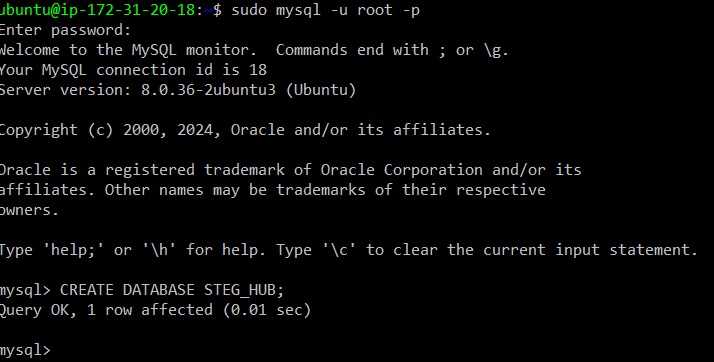 ubuntu@ip-172-31-20-18:~$ sudo mysql -u root -p
Enter password:
Welcome to the MySQL monitor.  Commands end with ; or \g.
Your MySQL connection id is 18
Server version: 8.0.36-2ubuntu3 (Ubuntu)
Copyright (c) 2000, 2024, Oracle and/or its affiliates.
Oracle is a registered trademark of Oracle Corporation and/or its
affiliates. Other names may be trademarks of their respective
owners.
Type 'help;' or '\h' for help. Type '\c' to clear the current input statement.
mysql> CREATE DATABASE STEG_HUB;
Query OK, 1 row affected (0.01 sec)
mysql>